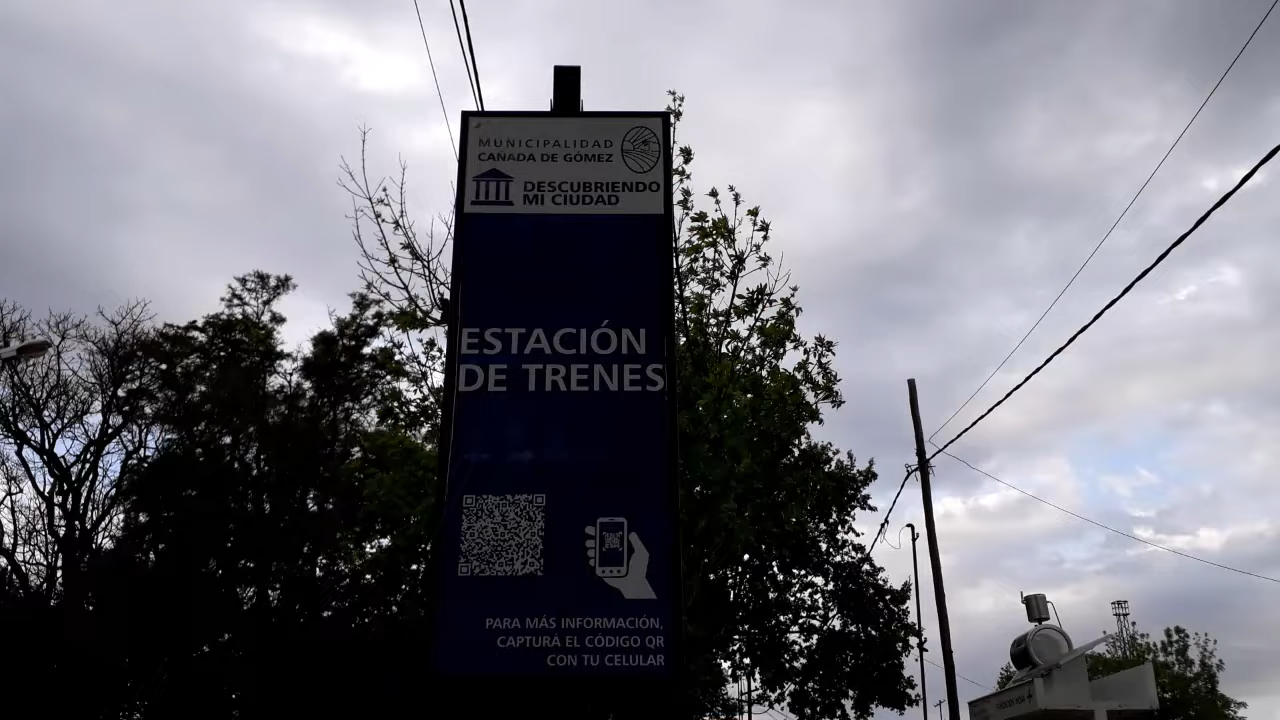 MUNICIPALIDAD
CAÑADA DE GÓMEZ
DESCUBRIENDO
MI CIUDAD
ESTACIÓN
DE TRENES
PARA MÁS INFORMACIÓN,
CAPTURÁ EL CÓDIGO QR
CON TU CELULAR